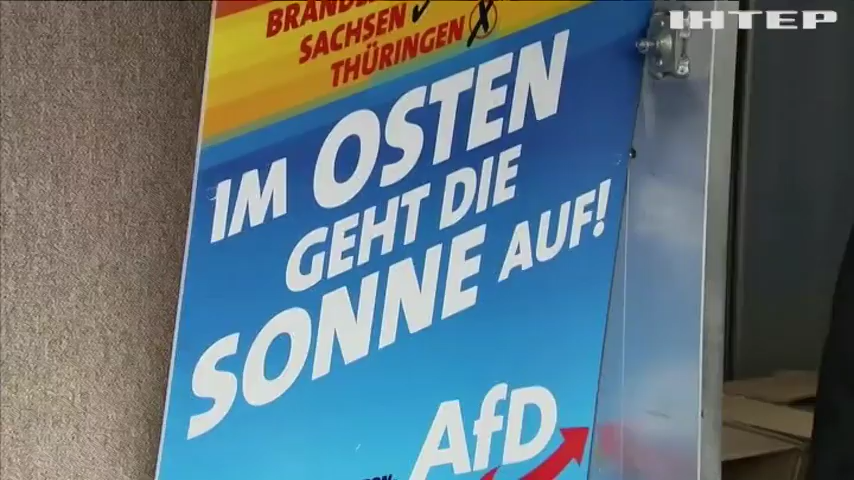 ІНТЕР
SACHSEN
THÜRINGEN
IM OSTEN
GEHT DIE
SONNE AUF!
AfD